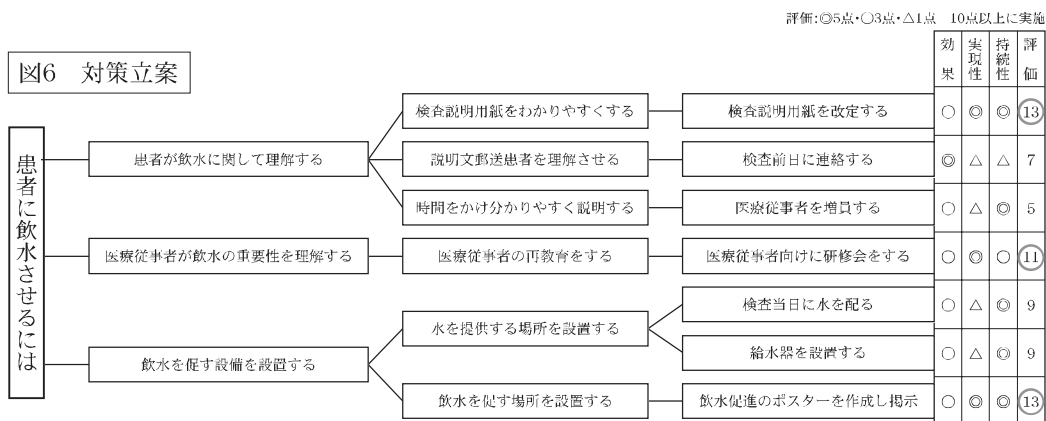 評価:◎5点・○3点・△1点　10点以上に実施
図6　対策立案
効果
実現性
持続性
評価
患者に飲水させるには
患者が飲水に関して理解する
検査説明用紙をわかりやすくする
検査説明用紙を改定する
○ ◎ ◎ 13
説明文郵送患者を理解させる
検査前日に連絡する
◎ △ △ 7
時間をかけ分かりやすく説明する
医療従事者を増員する
○ △ ◎ 5
医療従事者が飲水の重要性を理解する
医療従事者の再教育をする
医療従事者向けに研修会をする
○ ◎ ○ 11
飲水を促す設備を設置する
水を提供する場所を設置する
検査当日に水を配る
○ △ ◎ 9
給水器を設置する
○ △ ◎ 9
飲水を促す場所を設置する
飲水促進のポスターを作成し掲示
○ ◎ ◎ 13